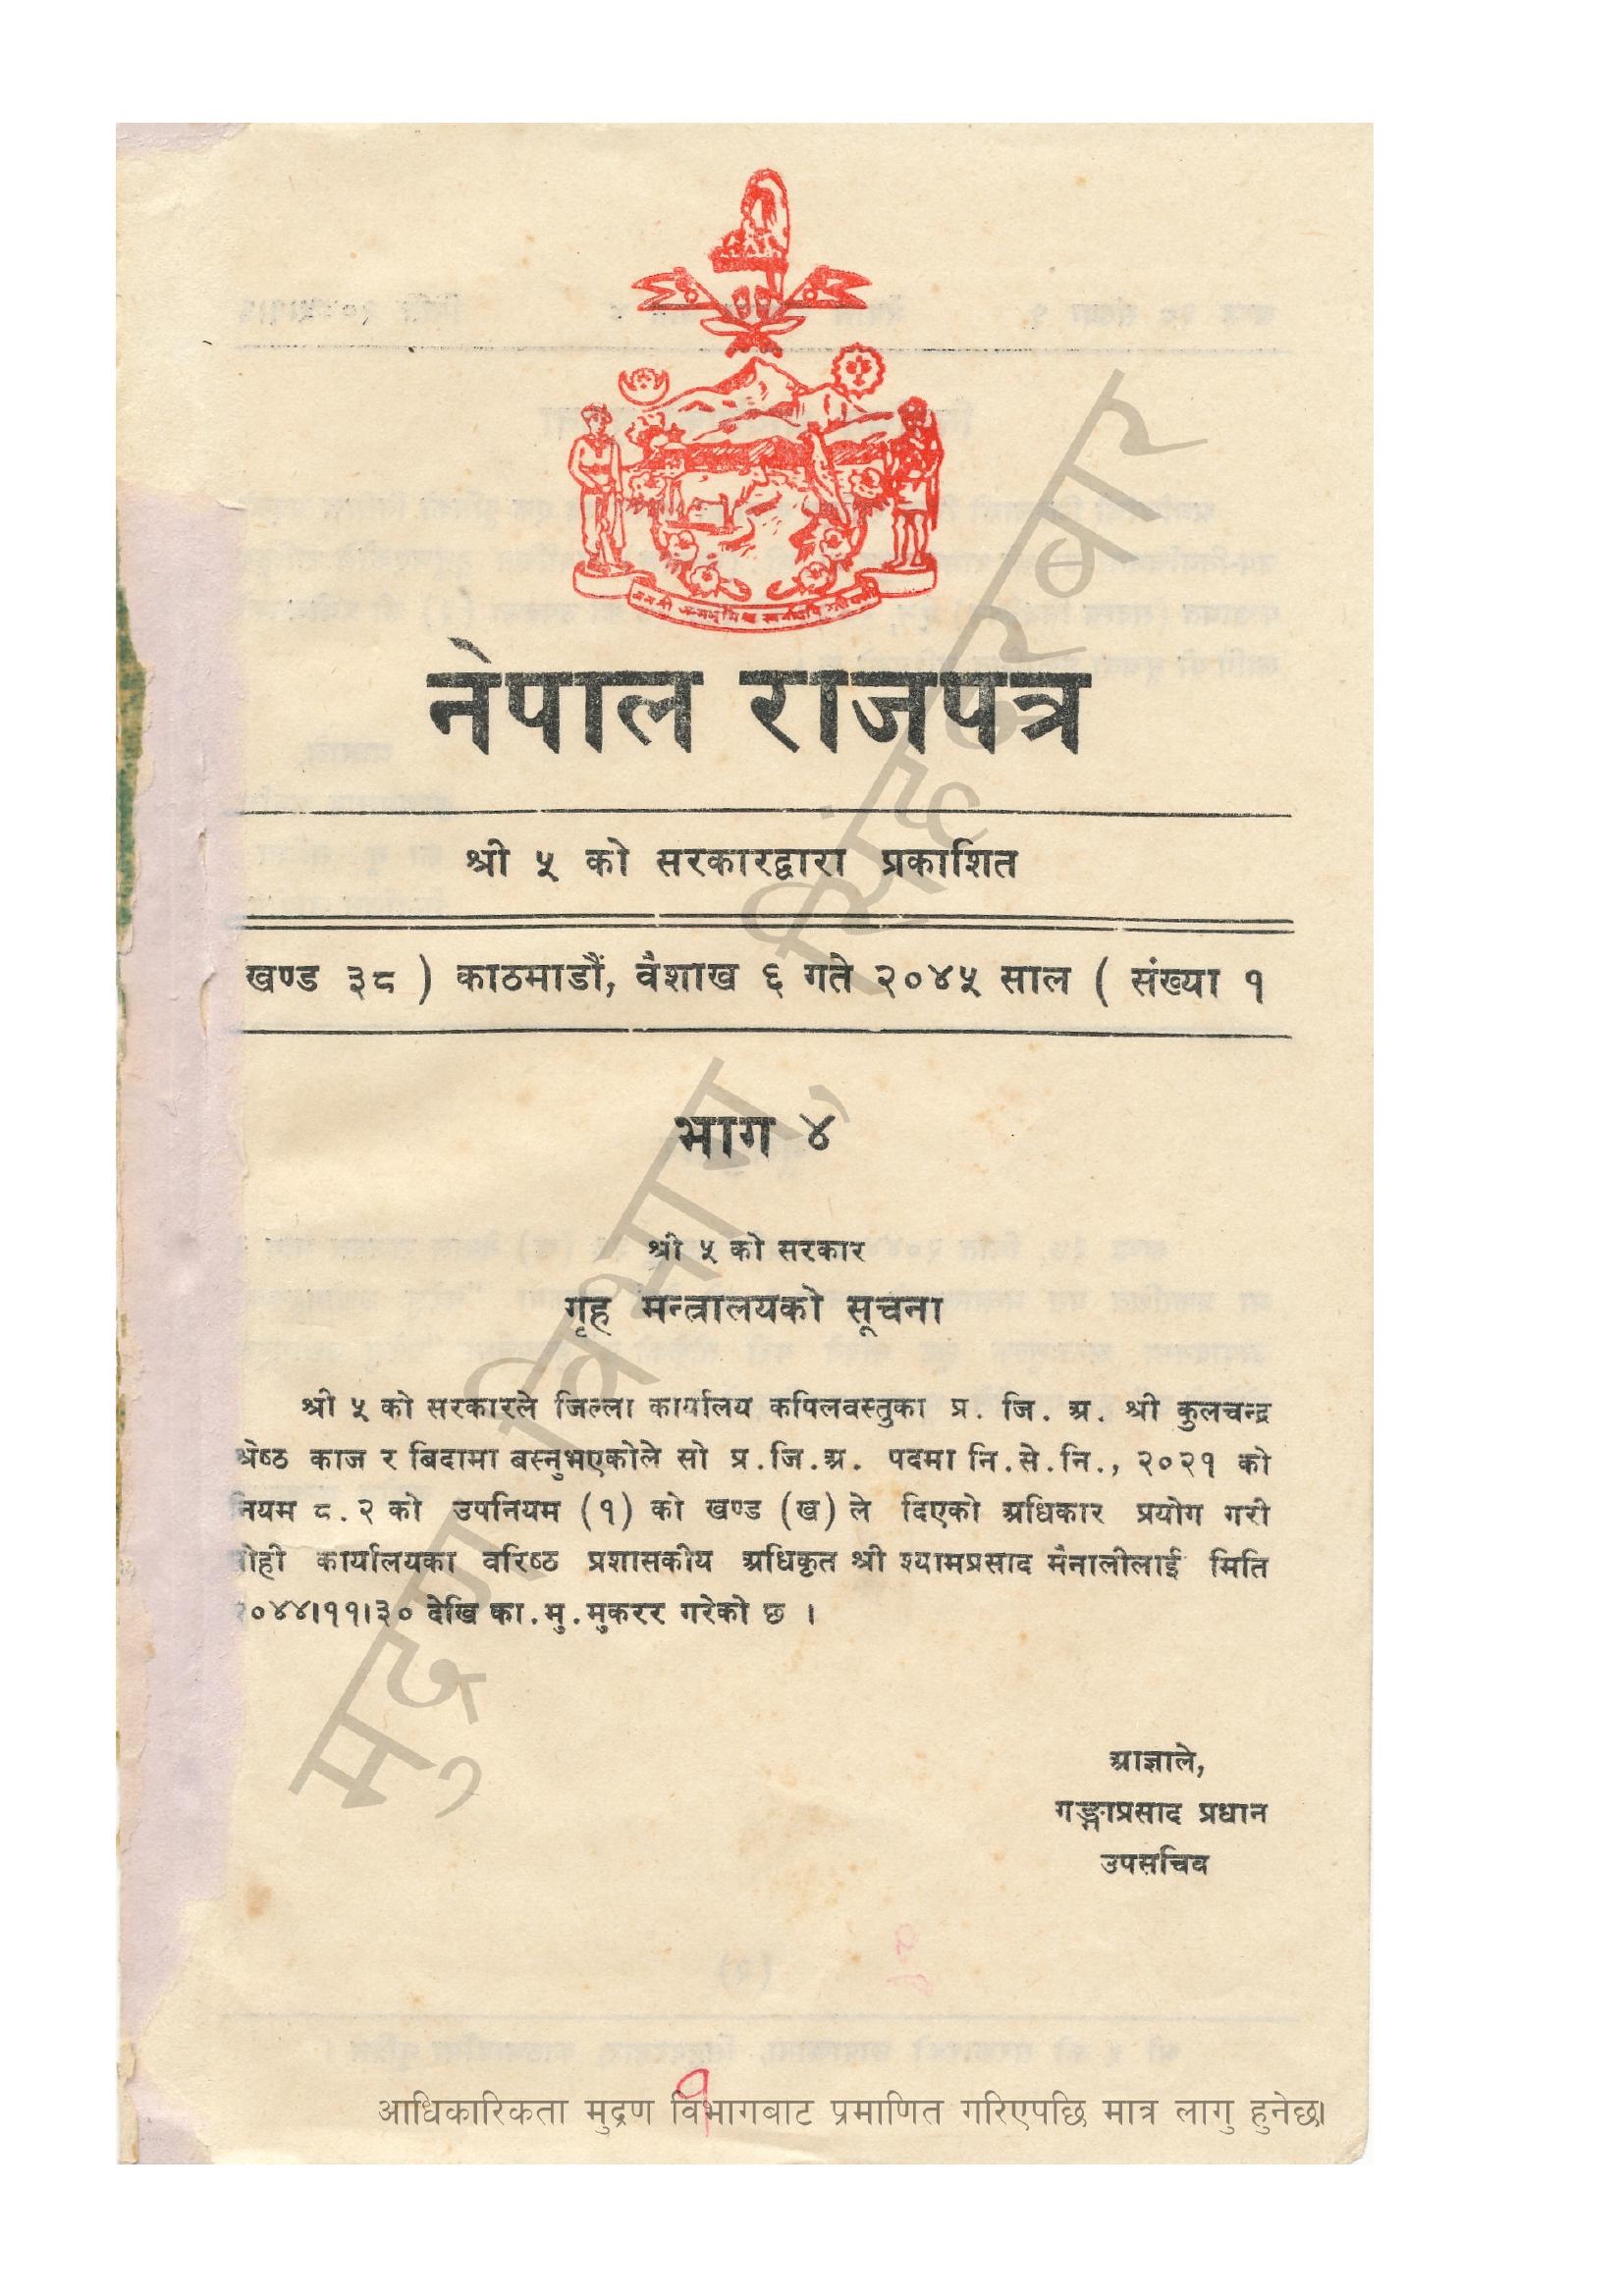 नेपाल राजपत्र
श्री ५ को सरकारद्वारा प्रकाशित
खण्ड ३८ ) काठमाडौं, वैशाख ६ गते २०४५ साल ( संख्या १
भाग ४
श्री ५ को सरकार
गृह मन्त्रालयको सूचना
श्री ५ को सरकारले जिल्ला कार्यालय कपिलवस्तुका प्र. जि. अ. श्री कुलचन्द्र
श्रेष्ठ काज र बिदामा बस्नुभएकोले सो प्र.जि.अ. पदमा नि.से.नि., २०२१ को
नियम ८.२ को उपनियम (१) को खण्ड (ख) ले दिएको अधिकार प्रयोग गरी
सोही कार्यालयका वरिष्ठ प्रशासकीय अधिकृत श्री श्यामप्रसाद मैनालीलाई मिति
२०४४।११।३० देखि का.मु.मुकरर गरेको छ ।
आज्ञाले,
गङ्गाप्रसाद प्रधान
उपसचिव
१
मुद्रण विभाग, सिंहदरबार
आधिकारिकता मुद्रण विभागबाट प्रमाणित गरिएपछि मात्र लागु हुनेछ।